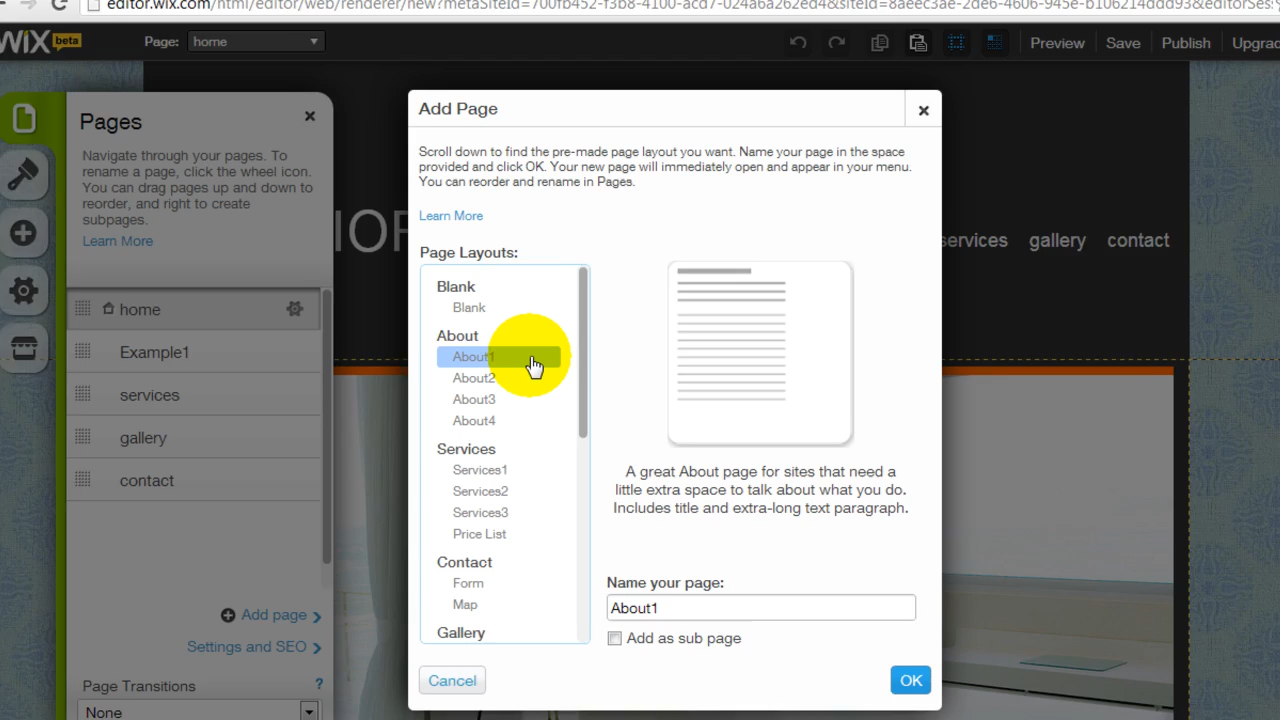 editor.wix.com/html/editor/web/renderer/new?metaSiteId=700fb452-f3b8-4100-acd7-024a6a262ed4&siteId=8aeec3ae-2de6-4606-945e-b106214ddd93&editorSes
WiX beta
Page: home
Preview Save Publish Upgrad
Pages
Navigate through your pages. To
rename a page, click the wheel icon.
You can drag pages up and down to
reorder, and right to create
subpages.
Learn More
home
Example1
services
gallery
contact
Add page
Settings and SEO
Page Transitions ?
None
services gallery contact
Add Page
Scroll down to find the pre-made page layout you want. Name your page in the space
provided and click OK. Your new page will immediately open and appear in your menu.
You can reorder and rename in Pages.
Learn More
Page Layouts:
Blank
Blank
About
About1
About2
About3
About4
Services
Services1
Services2
Services3
Price List
Contact
Form
Map
Gallery
A great About page for sites that need a
little extra space to talk about what you do.
Includes title and extra-long text paragraph.
Name your page:
About1
Add as sub page
Cancel
OK